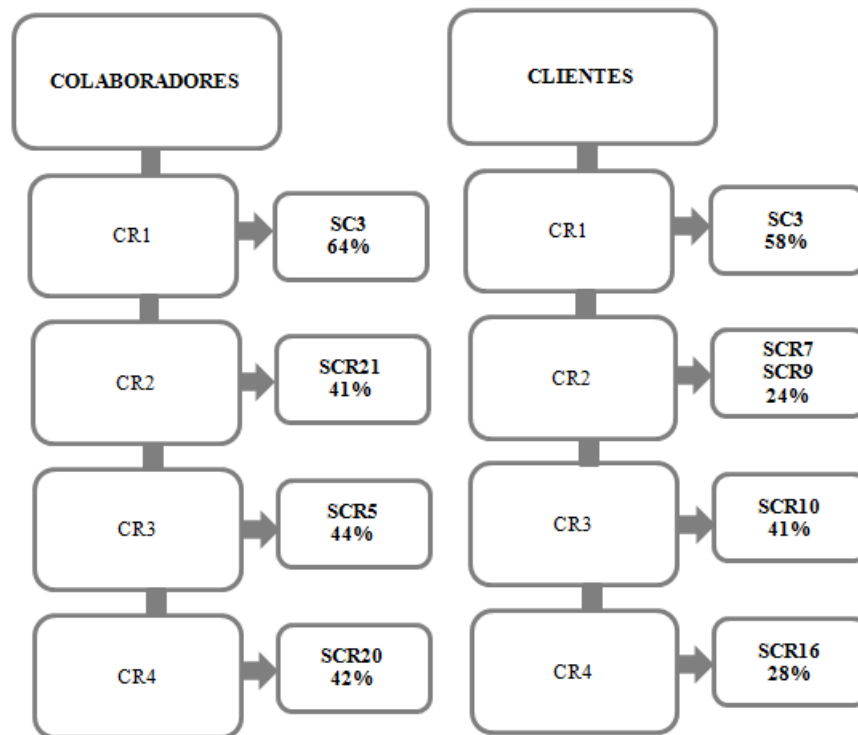 COLABORADORES
CR1
SC3
64%
CR2
SCR21
41%
CR3
SCR5
44%
CR4
SCR20
42%
CLIENTES
CR1
SC3
58%
CR2
SCR7
SCR9
24%
CR3
SCR10
41%
CR4
SCR16
28%